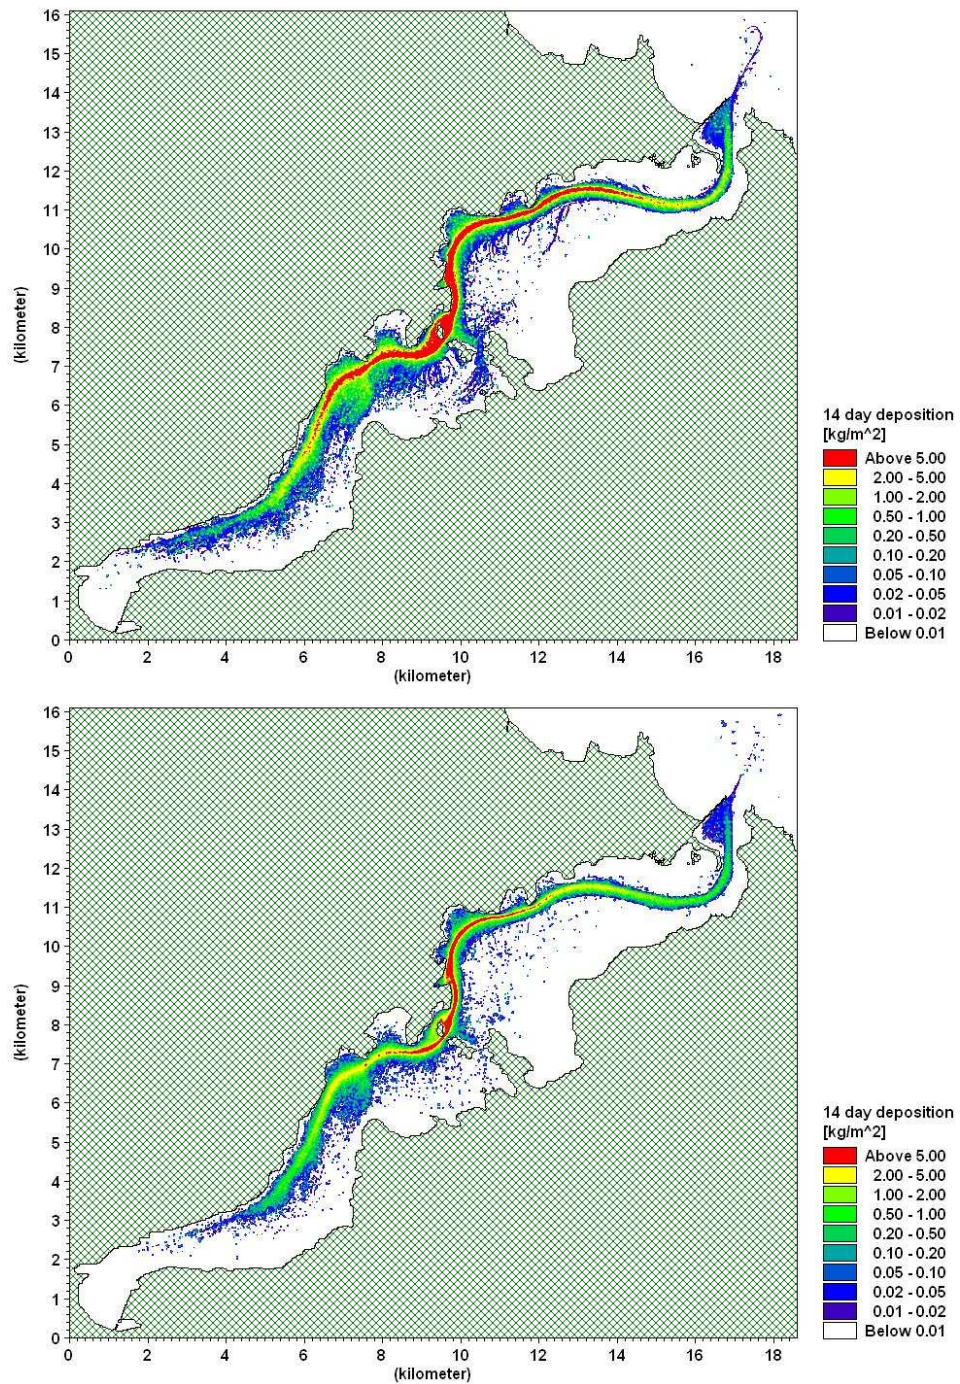 16
15
14
13
12
11
10
9
8
7
6
5
4
3
2
1
0
(kilometer)
0 2 4 6 8 10 12 14 16 18
(kilometer)
14 day deposition
[kg/m^2]
Above 5.00
2.00 - 5.00
1.00 - 2.00
0.50 - 1.00
0.20 - 0.50
0.10 - 0.20
0.05 - 0.10
0.02 - 0.05
0.01 - 0.02
Below 0.01
16
15
14
13
12
11
10
9
8
7
6
5
4
3
2
1
0
(kilometer)
0 2 4 6 8 10 12 14 16 18
(kilometer)
14 day deposition
[kg/m^2]
Above 5.00
2.00 - 5.00
1.00 - 2.00
0.50 - 1.00
0.20 - 0.50
0.10 - 0.20
0.05 - 0.10
0.02 - 0.05
0.01 - 0.02
Below 0.01